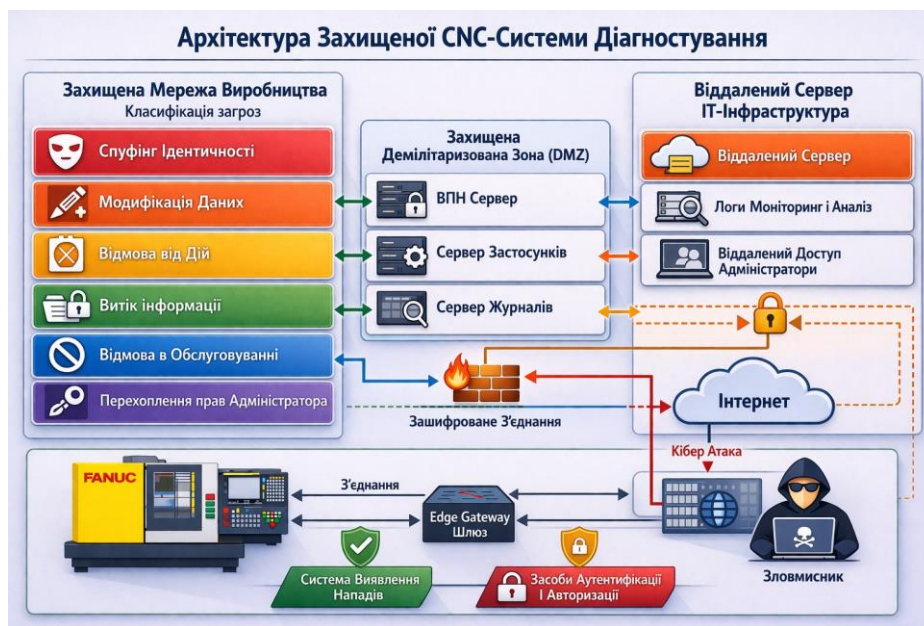 Архітектура Захищеної CNC-Системи Діагностування
Захищена Мережа Виробництва
Класифікація загроз
Спуфінг Ідентичності
Модифікація Даних
Відмова від Дій
Витік інформації
Відмова в Обслуговуванні
Перехоплення прав Адміністратора
Захищена
Демілітаризована Зона (DMZ)
ВПН Сервер
Сервер Застосунків
Сервер Журналів
Зашифроване З'єднання
Віддалений Сервер
ІТ-Інфраструктура
Віддалений Сервер
Логи Моніторинг і Аналіз
Віддалений Доступ
Адміністратори
Інтернет
Кібер Атака
FANUC
З'єднання
Edge Gateway
Шлюз
Система Виявлення
Нападів
Засоби Аутентифікації
І Авторизації
Зловмисник